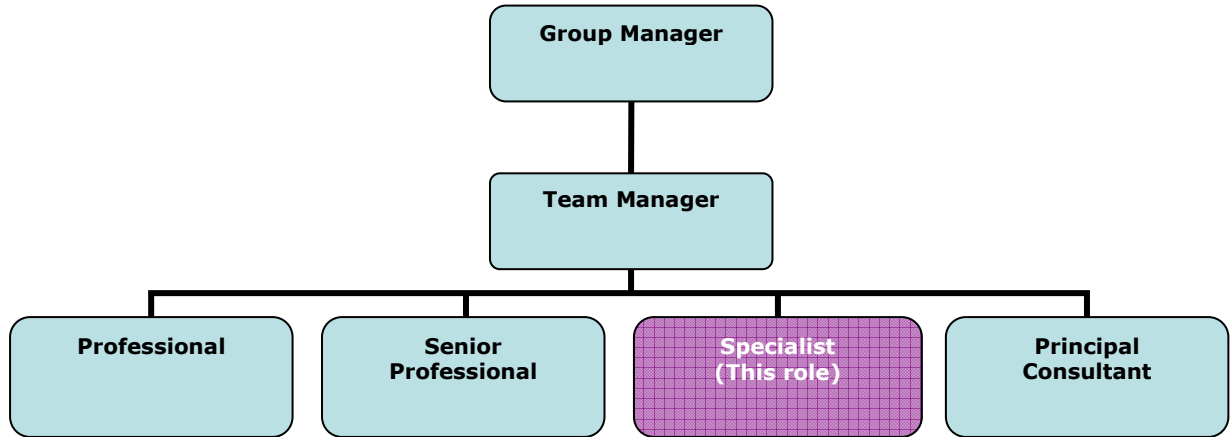 Group Manager
Team Manager
Professional
Senior
Professional
Specialist
(This role)
Principal
Consultant